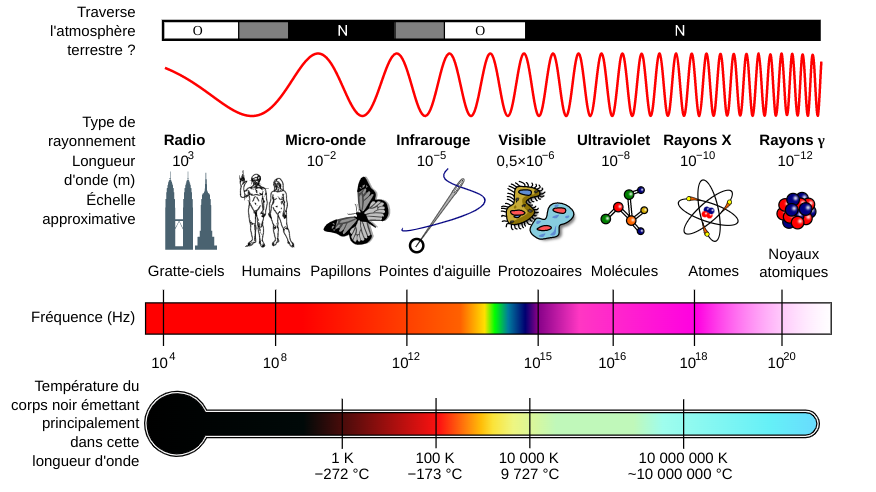 Traverse
l'atmosphère
terrestre ?
O N O N
Type de
rayonnement
Radio Micro-onde Infrarouge Visible Ultraviolet Rayons X Rayons γ
Longueur
d'onde (m)
10³ 10⁻² 10⁻⁵ 0,5×10⁻⁶ 10⁻⁸ 10⁻¹⁰ 10⁻¹²
Échelle
approximative
Gratte-ciels Humains Papillons Pointes d'aiguille Protozoaires Molécules Atomes Noyaux
atomiques
Fréquence (Hz)
10⁴ 10⁸ 10¹² 10¹⁵ 10¹⁶ 10¹⁸ 10²⁰
Température du
corps noir émettant
principalement
dans cette
longueur d'onde
1 K 100 K 10 000 K 10 000 000 K
−272 °C −173 °C 9 727 °C ~10 000 000 °C